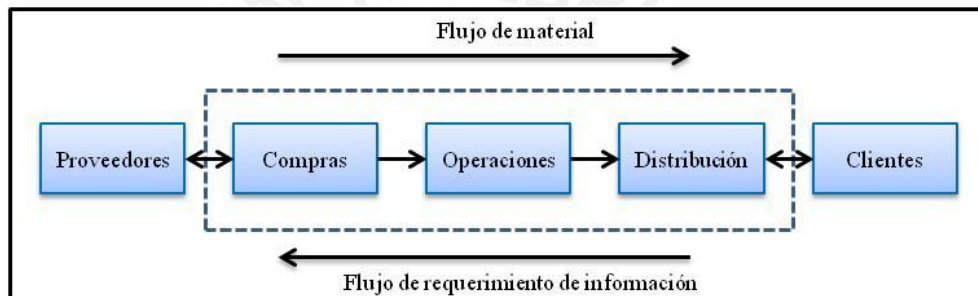 Flujo de material
Proveedores
Compras
Operaciones
Distribución
Clientes
Flujo de requerimiento de información